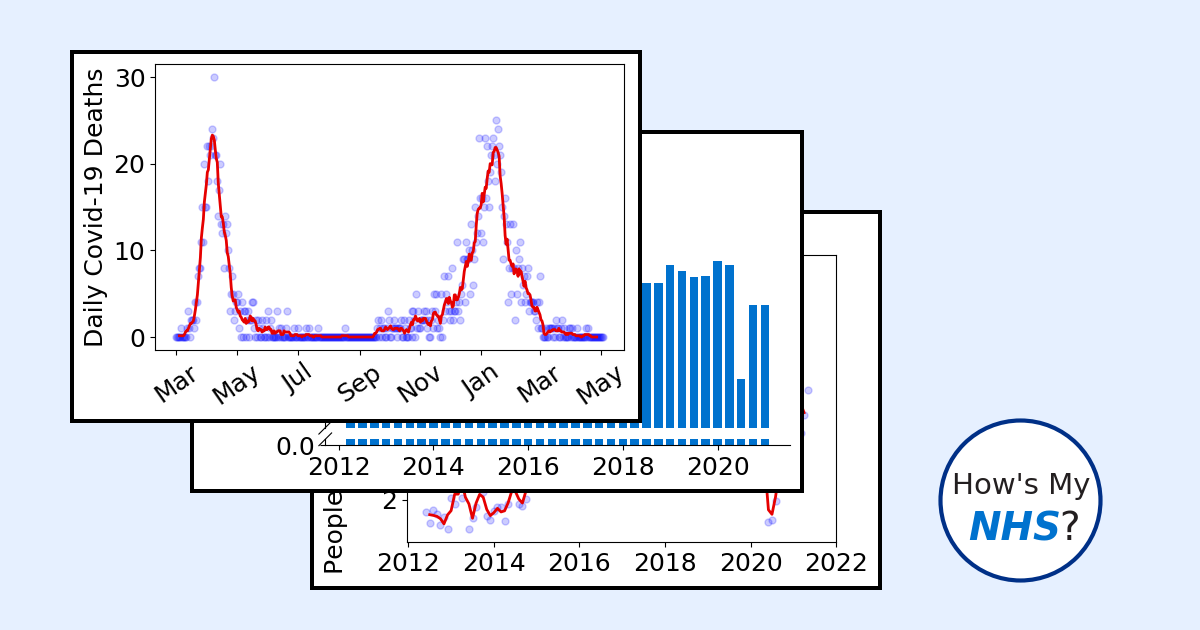 Daily Covid-19 Deaths
30
20
10
0
Mar May Jul Sep Nov Jan Mar May
0.0
2012 2014 2016 2018 2020
People
2
2012 2014 2016 2018 2020 2022
How's My
NHS?